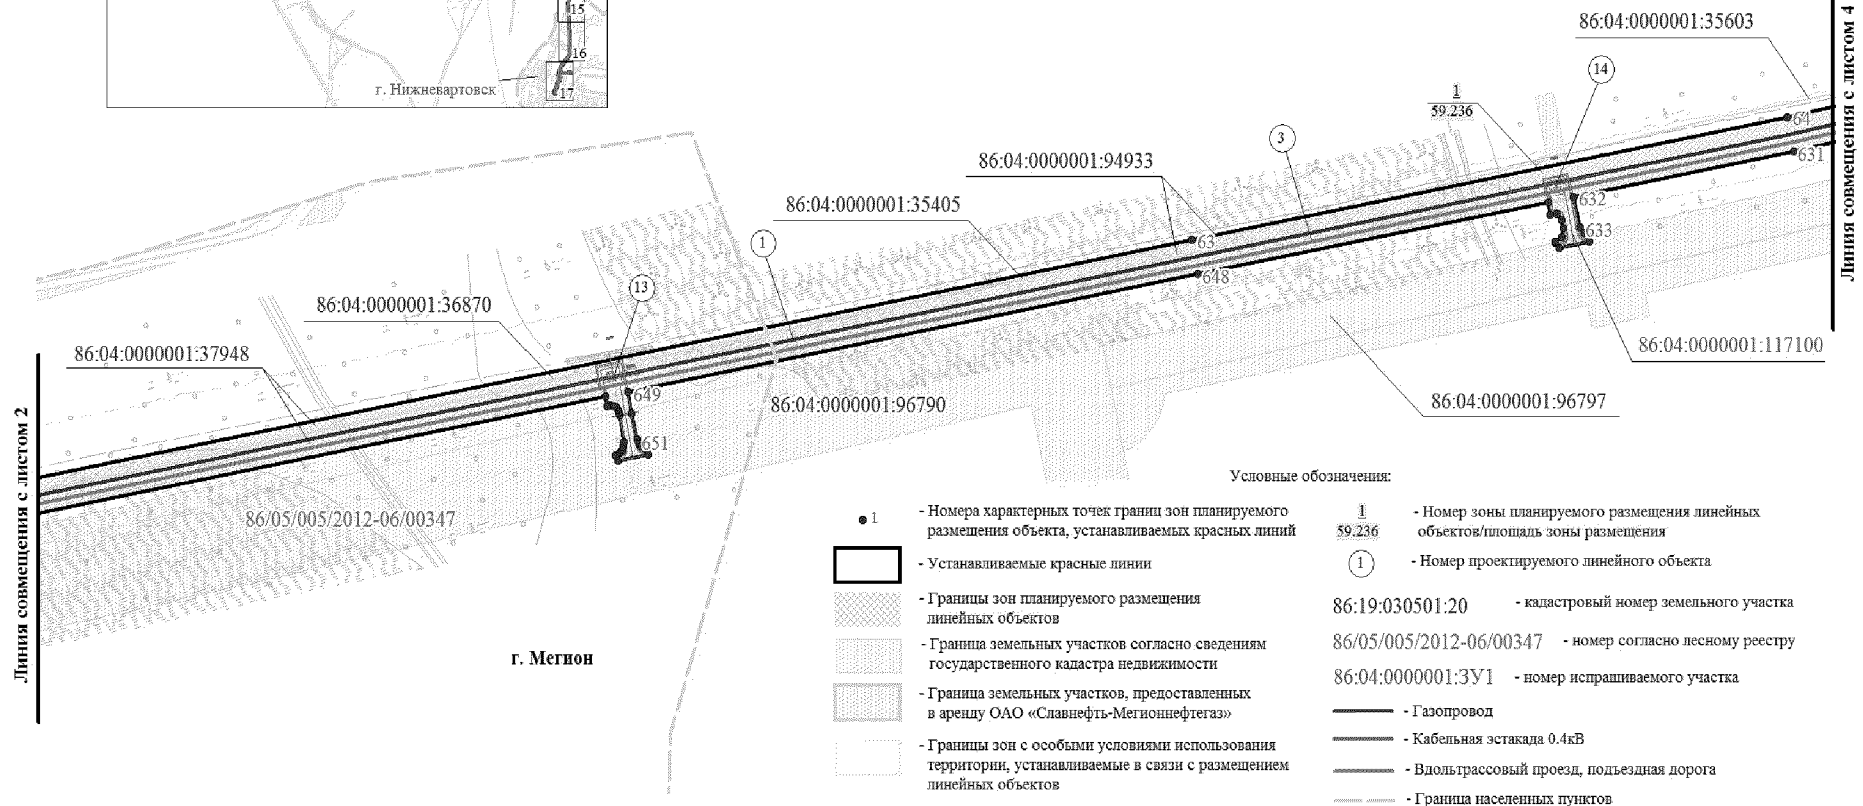 15
16
г. Нижневартовск
17
86:04:0000001:35603
14
1
59.236
64
3
86:04:0000001:94933
631
86:04:0000001:35405
632
633
1
63
648
13
86:04:0000001:36870
86:04:0000001:37948
86:04:0000001:117100
649
86:04:0000001:96790
86:04:0000001:96797
651
86/05/005/2012-06/00347
г. Мегион
Линия совмещения с листом 2
Линия совмещения с листом 4
Условные обозначения:
1
- Номера характерных точек границ зон планируемого
размещения объекта, устанавливаемых красных линий
- Устанавливаемые красные линии
- Границы зон планируемого размещения
линейных объектов
- Граница земельных участков согласно сведениям
государственного кадастра недвижимости
- Граница земельных участков, предоставленных
в аренду ОАО «Славнефть-Мегионнефтегаз»
- Границы зон с особыми условиями использования
территории, устанавливаемые в связи с размещением
линейных объектов
1
59.236
- Номер зоны планируемого размещения линейных
объектов/площадь зоны размещения
1
- Номер проектируемого линейного объекта
86:19:030501:20 - кадастровый номер земельного участка
86/05/005/2012-06/00347 - номер согласно лесному реестру
86:04:0000001:ЗУ1 - номер испрашиваемого участка
- Газопровод
- Кабельная эстакада 0.4кВ
- Вдольтрассовый проезд, подъездная дорога
- Граница населенных пунктов